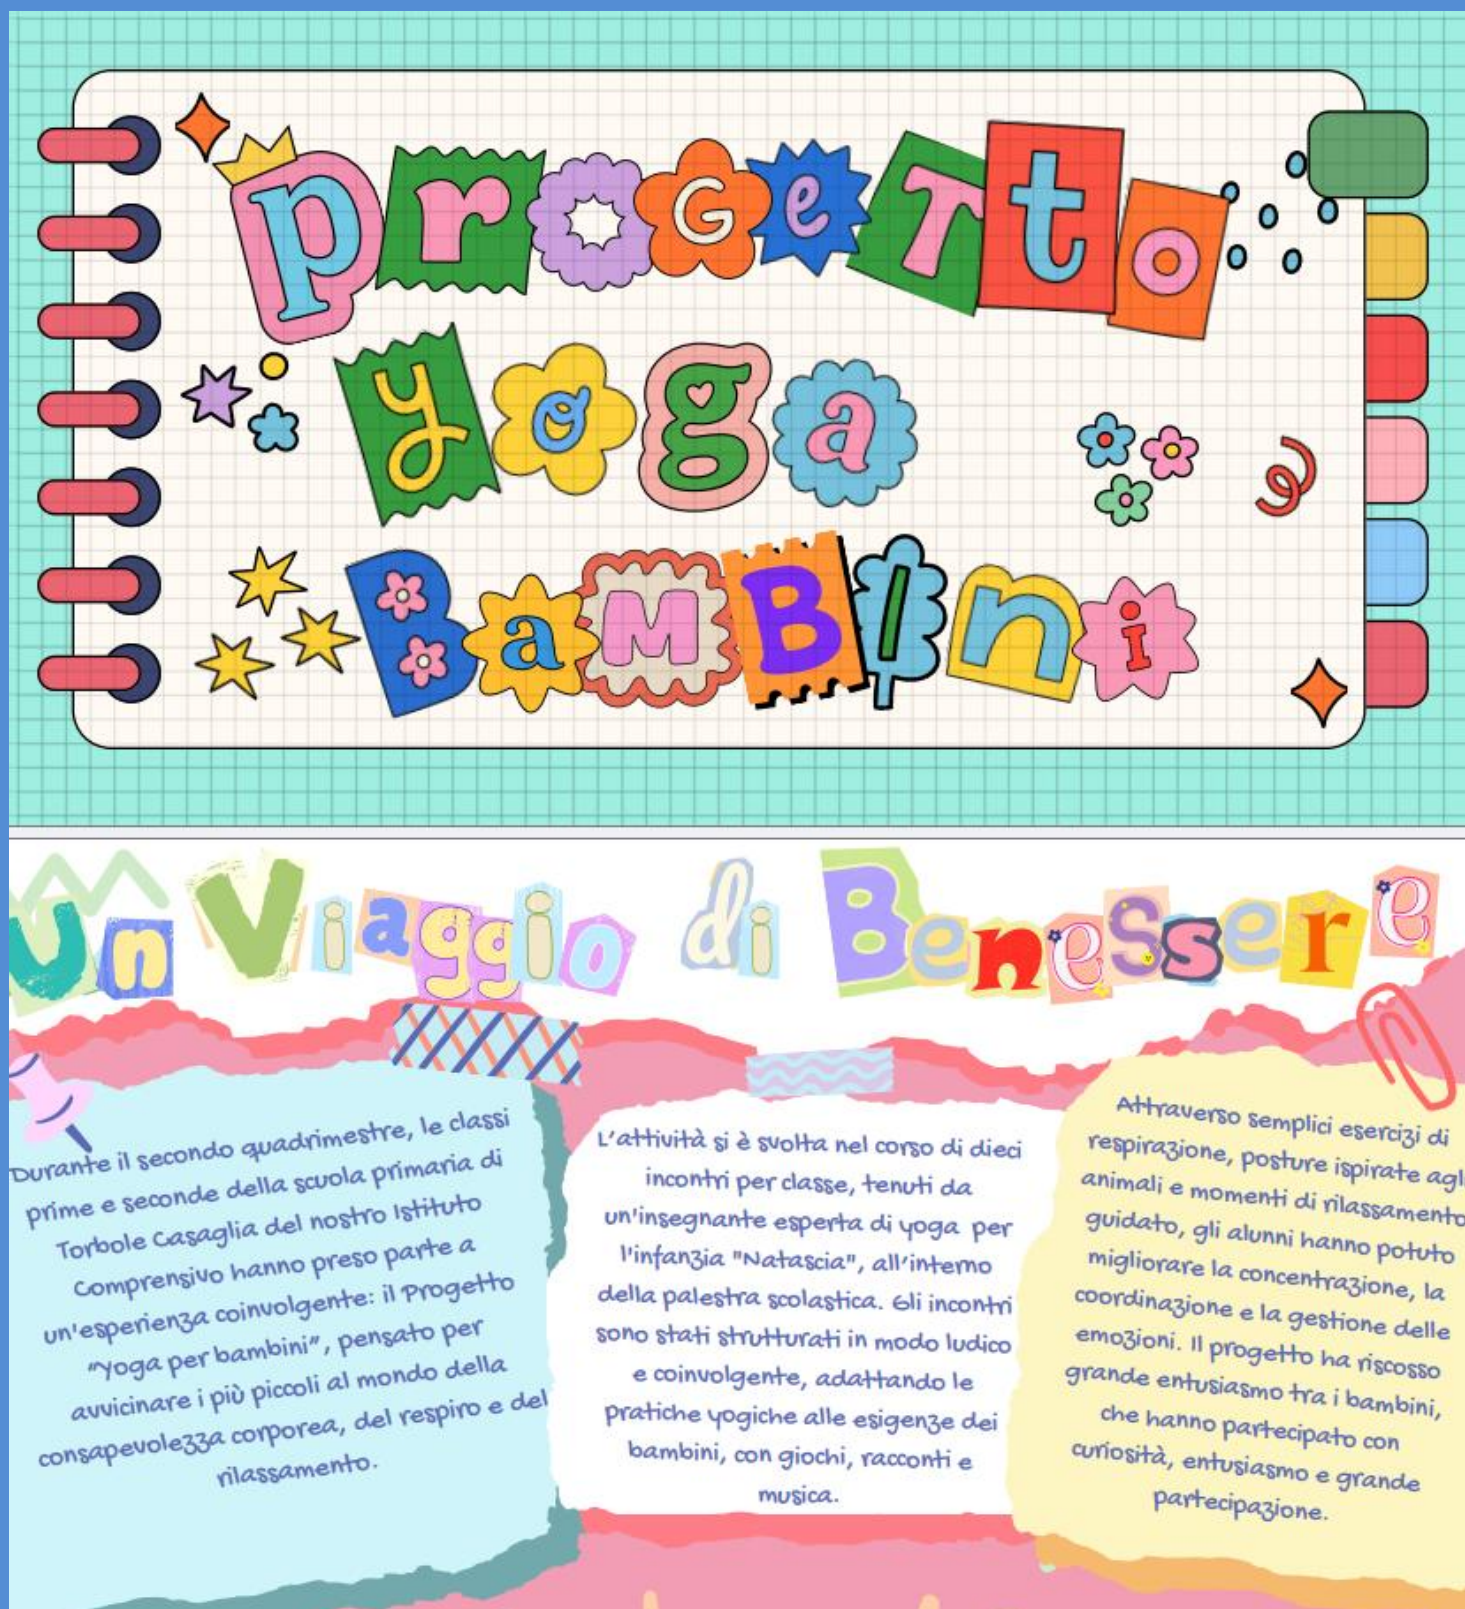 progeTto
yoga
BaMBIni
un Viaggio di Benessere
Durante il secondo quadrimestre, le classi
prime e seconde della scuola primaria di
Torbole Casaglia del nostro Istituto
Comprensivo hanno preso parte a
un'esperienza coinvolgente: il Progetto
"Yoga per bambini", pensato per
avvicinare i più piccoli al mondo della
consapevolezza corporea, del respiro e del
rilassamento.
L'attività si è svolta nel corso di dieci
incontri per classe, tenuti da
un'insegnante esperta di yoga per
l'infanzia "Natascia", all'interno
della palestra scolastica. Gli incontri
sono stati strutturati in modo ludico
e coinvolgente, adattando le
pratiche yogiche alle esigenze dei
bambini, con giochi, racconti e
musica.
Attraverso semplici esercizi di
respirazione, posture ispirate agli
animali e momenti di rilassamento
guidato, gli alunni hanno potuto
migliorare la concentrazione, la
coordinazione e la gestione delle
emozioni. Il progetto ha riscosso
grande entusiasmo tra i bambini,
che hanno partecipato con
curiosità, entusiasmo e grande
partecipazione.